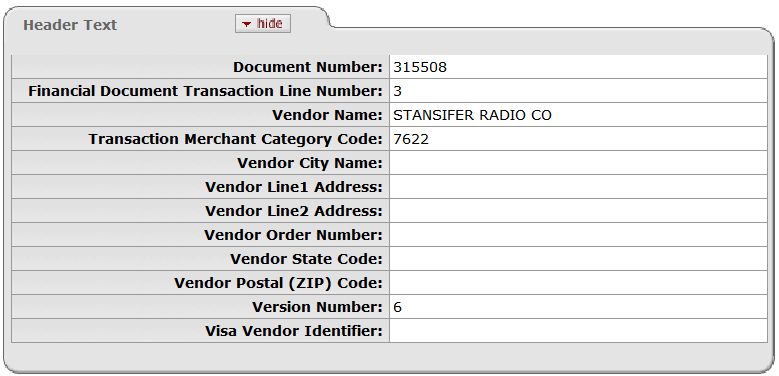 Header Text hide
Document Number: 315508
Financial Document Transaction Line Number: 3
Vendor Name: STANSIFER RADIO CO
Transaction Merchant Category Code: 7622
Vendor City Name:
Vendor Line1 Address:
Vendor Line2 Address:
Vendor Order Number:
Vendor State Code:
Vendor Postal (ZIP) Code:
Version Number: 6
Visa Vendor Identifier: